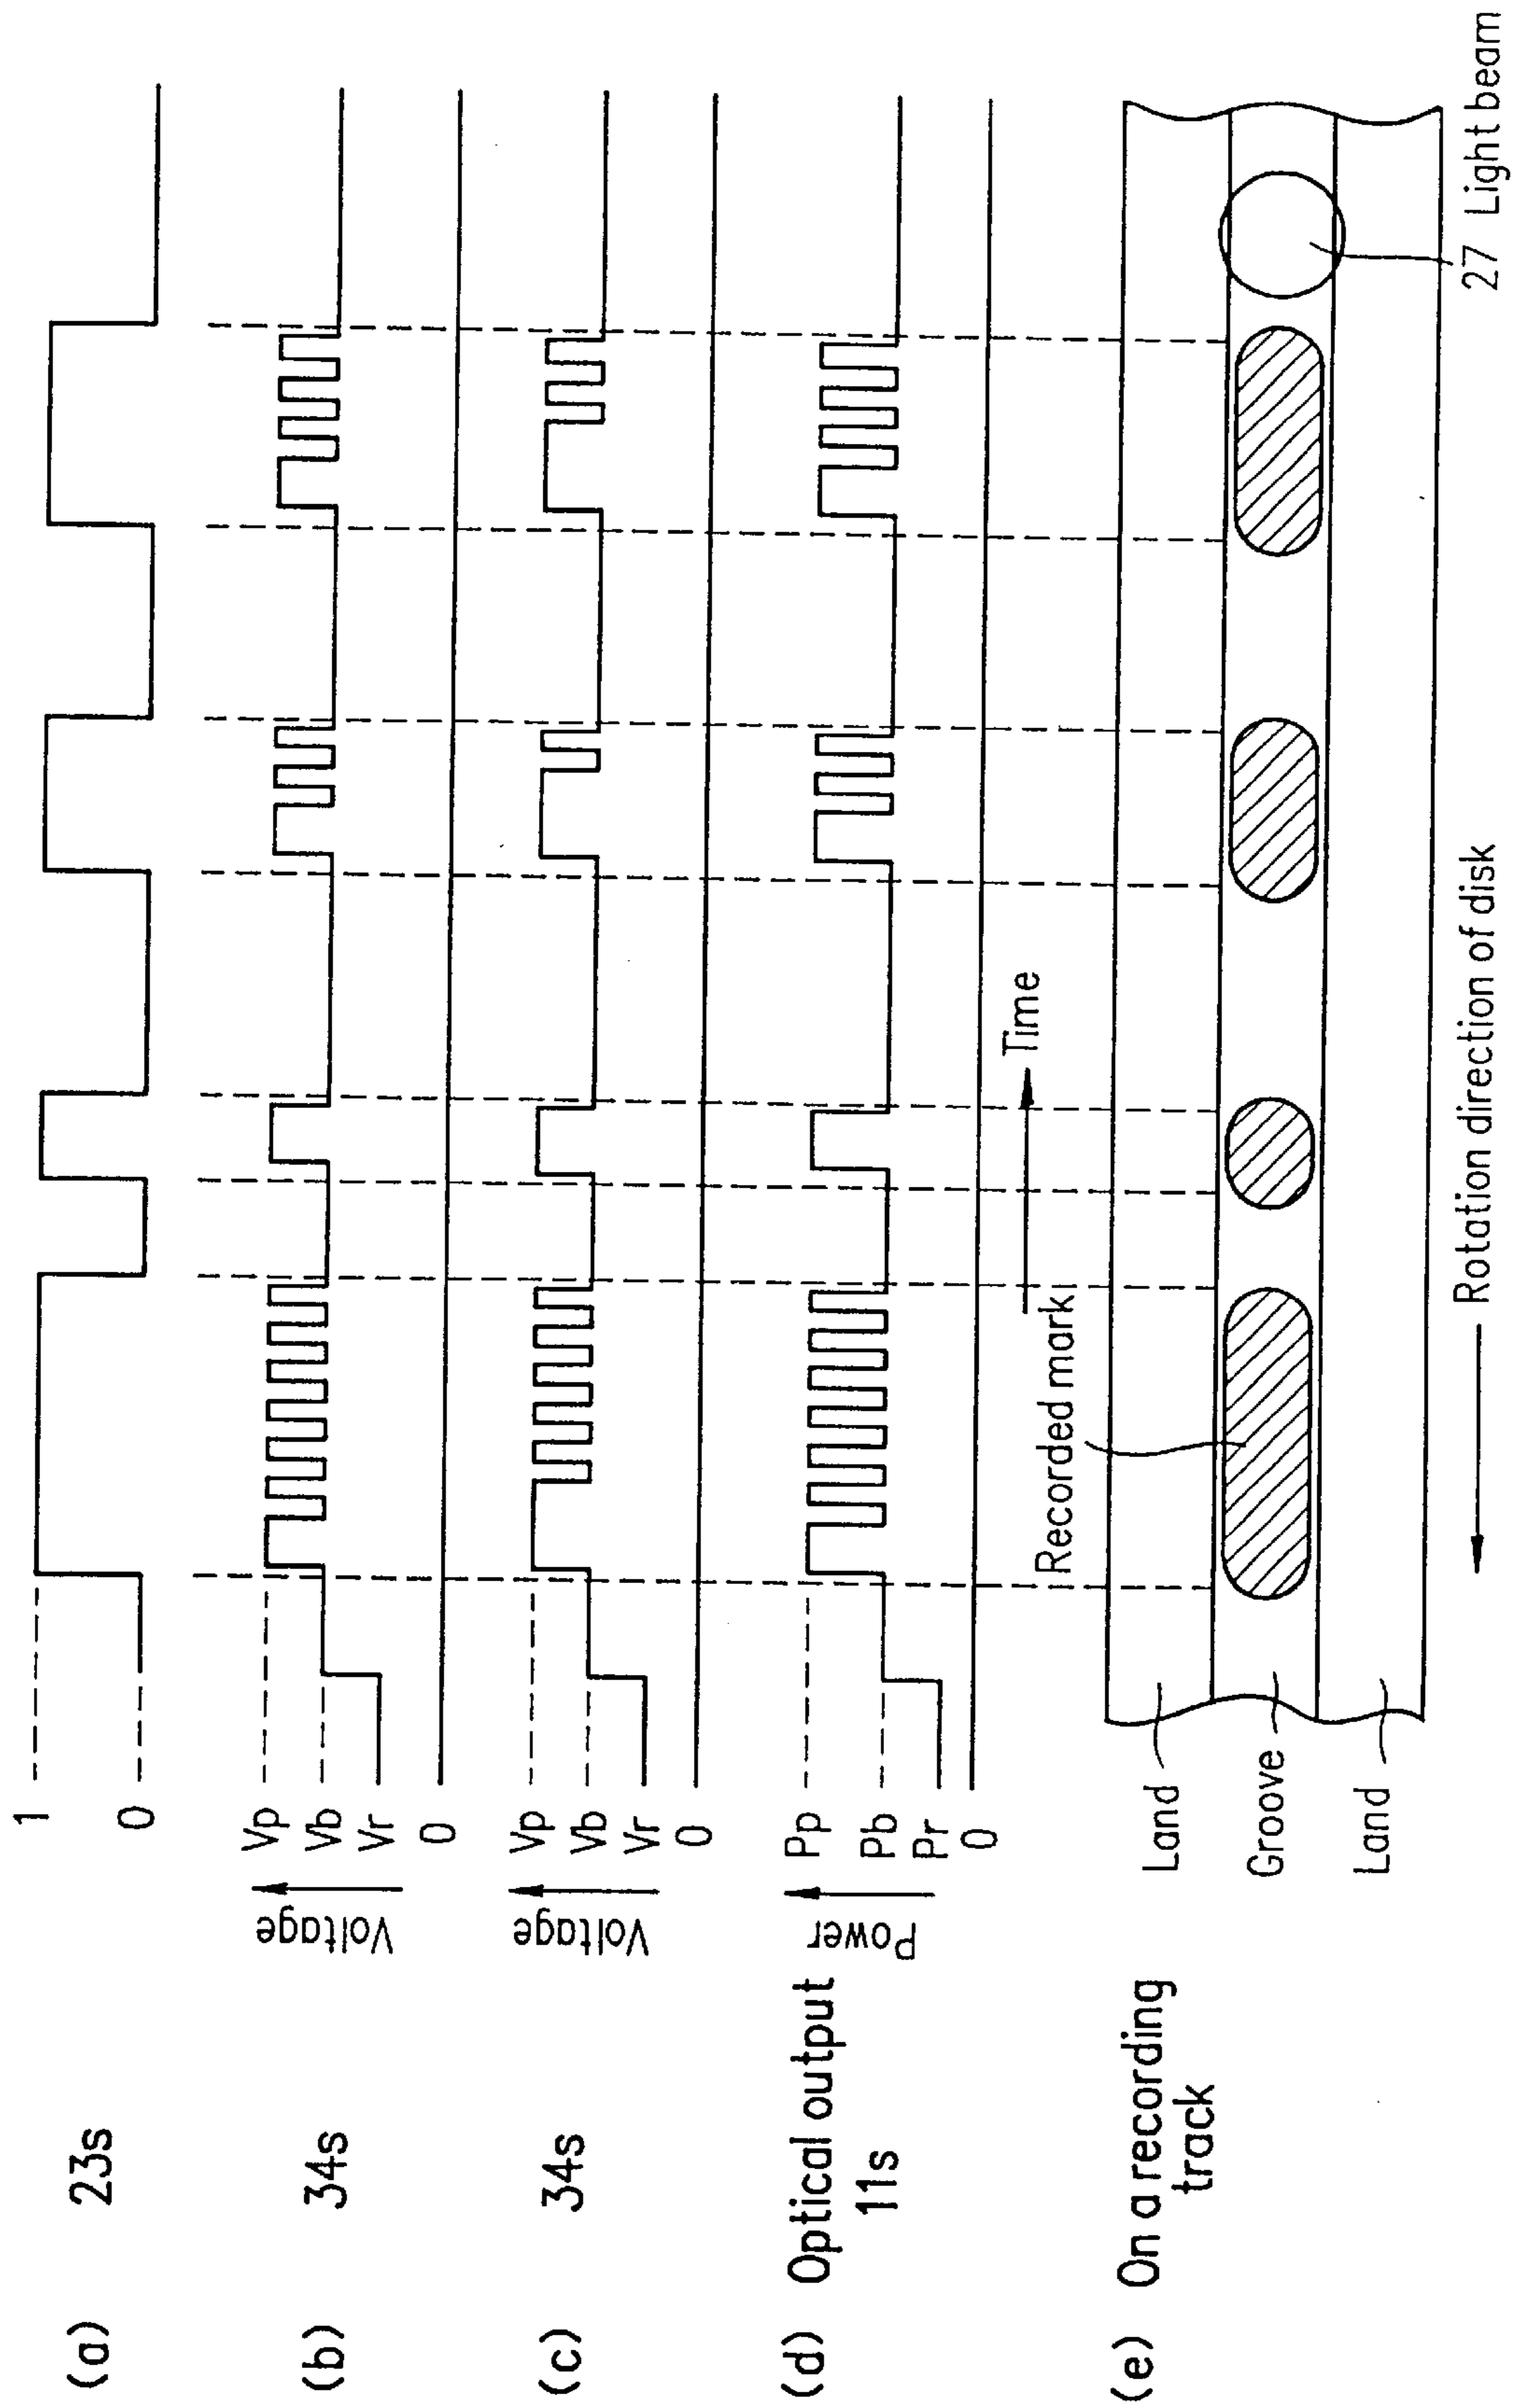 (a) 23s
1
0
(b) 34s
Voltage
Vp
Vb
Vr
0
(c) 34s
Voltage
Vp
Vb
Vr
0
(d) Optical output
11s
Power
Pp
Pb
Pr
0
Time
Recorded mark
(e) On a recording
track
Land
Groove
Land
Rotation direction of disk
27 Light beam